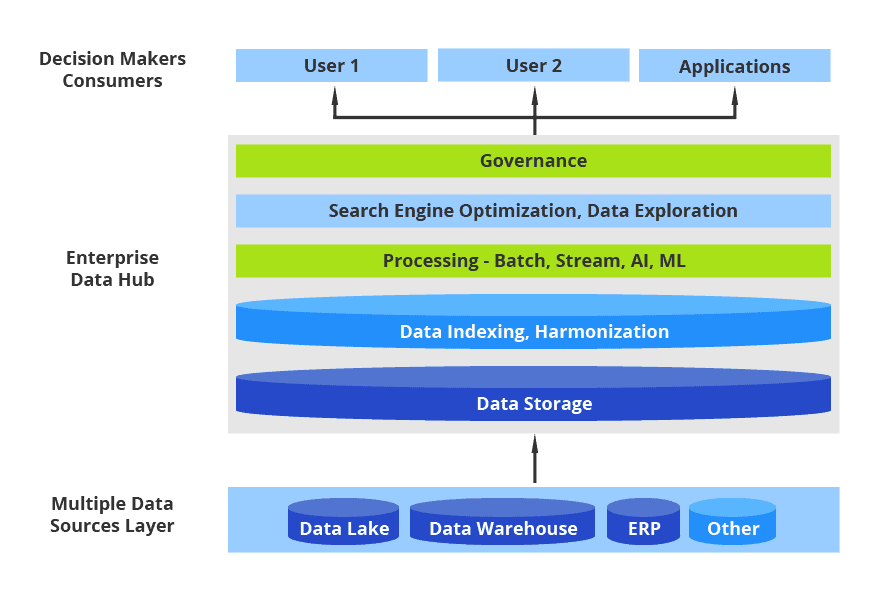 Decision Makers
Consumers
User 1
User 2
Applications
Governance
Search Engine Optimization, Data Exploration
Enterprise
Data Hub
Processing - Batch, Stream, AI, ML
Data Indexing, Harmonization
Data Storage
Multiple Data
Sources Layer
Data Lake
Data Warehouse
ERP
Other